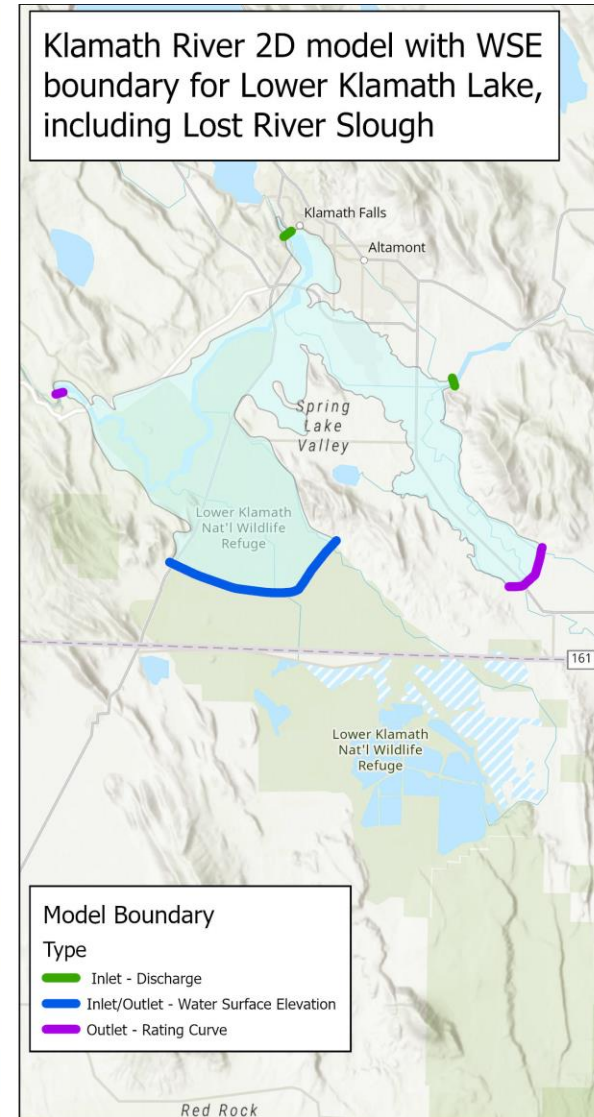 Klamath River 2D model with WSE
boundary for Lower Klamath Lake,
including Lost River Slough
Klamath Falls
Altamont
Spring
Lake
Valley
Lower Klamath
Nat'l Wildlife
Refuge
161
Lower Klamath
Nat'l Wildlife
Refuge
Model Boundary
Type
Inlet - Discharge
Inlet/Outlet - Water Surface Elevation
Outlet - Rating Curve
Red Rock